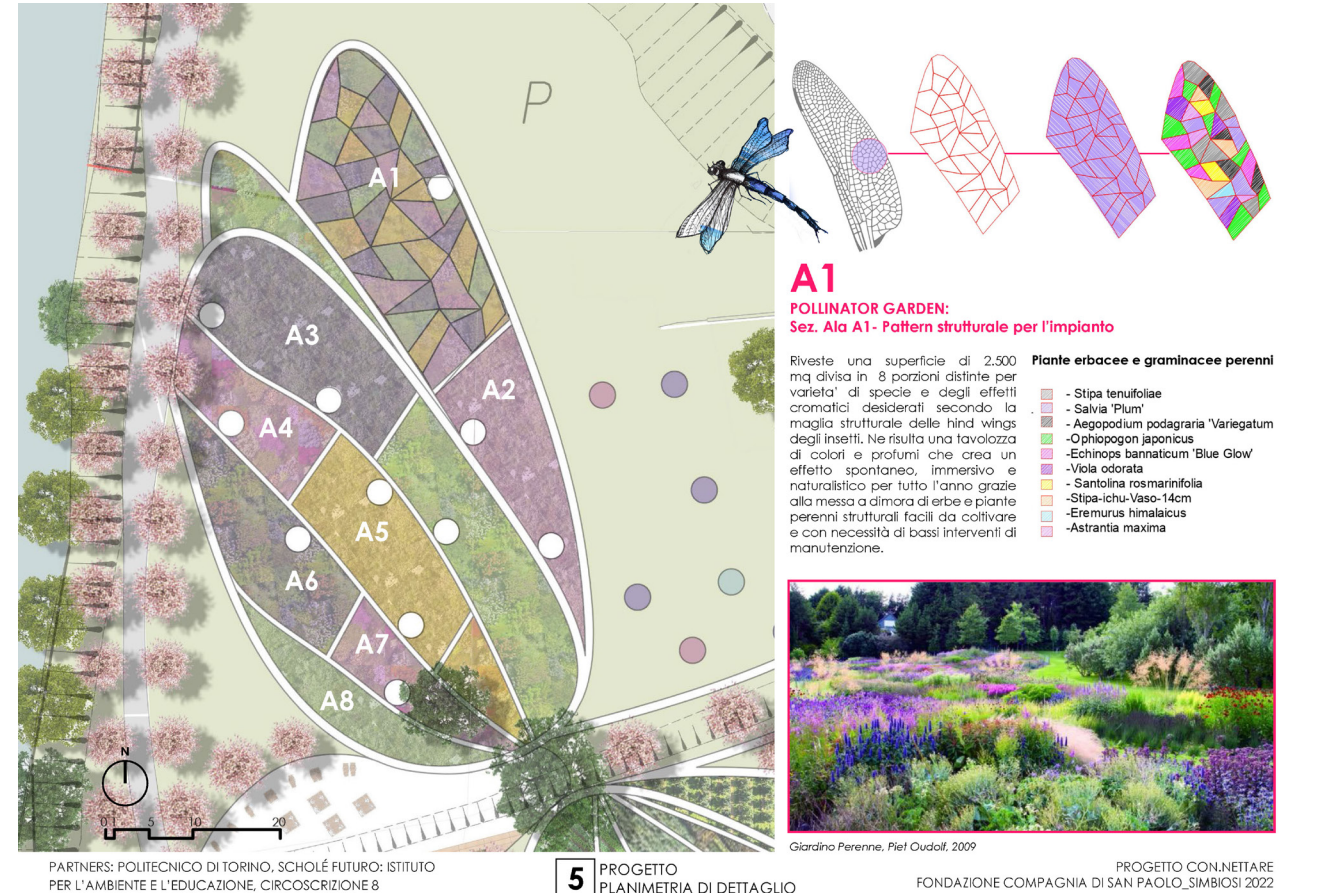 P
A1
A3
A2
A4
A5
A6
A7
A8
N
0 1 5 10 20
A1
POLLINATOR GARDEN:
Sez. Ala A1- Pattern strutturale per l'impianto
Riveste una superficie di 2.500
mq divisa in 8 porzioni distinte per
varieta' di specie e degli effetti
cromatici desiderati secondo la
maglia strutturale delle hind wings
degli insetti. Ne risulta una tavolozza
di colori e profumi che crea un
effetto spontaneo, immersivo e
naturalistico per tutto l'anno grazie
alla messa a dimora di erbe e piante
perenni strutturali facili da coltivare
e con necessità di bassi interventi di
manutenzione.
Piante erbacee e graminacee perenni
- Stipa tenuifoliae
- Salvia 'Plum'
- Aegopodium podagraria 'Variegatum
-Ophiopogon japonicus
-Echinops bannaticum 'Blue Glow'
-Viola odorata
- Santolina rosmarinifolia
-Stipa-ichu-Vaso-14cm
-Eremurus himalaicus
-Astrantia maxima
Giardino Perenne, Piet Oudolf, 2009
PARTNERS: POLITECNICO DI TORINO, SCHOLÉ FUTURO: ISTITUTO
PER L'AMBIENTE E L'EDUCAZIONE, CIRCOSCRIZIONE 8
5
PROGETTO
PLANIMETRIA DI DETTAGLIO
PROGETTO CON.NETTARE
FONDAZIONE COMPAGNIA DI SAN PAOLO_SIMBIOSI 2022